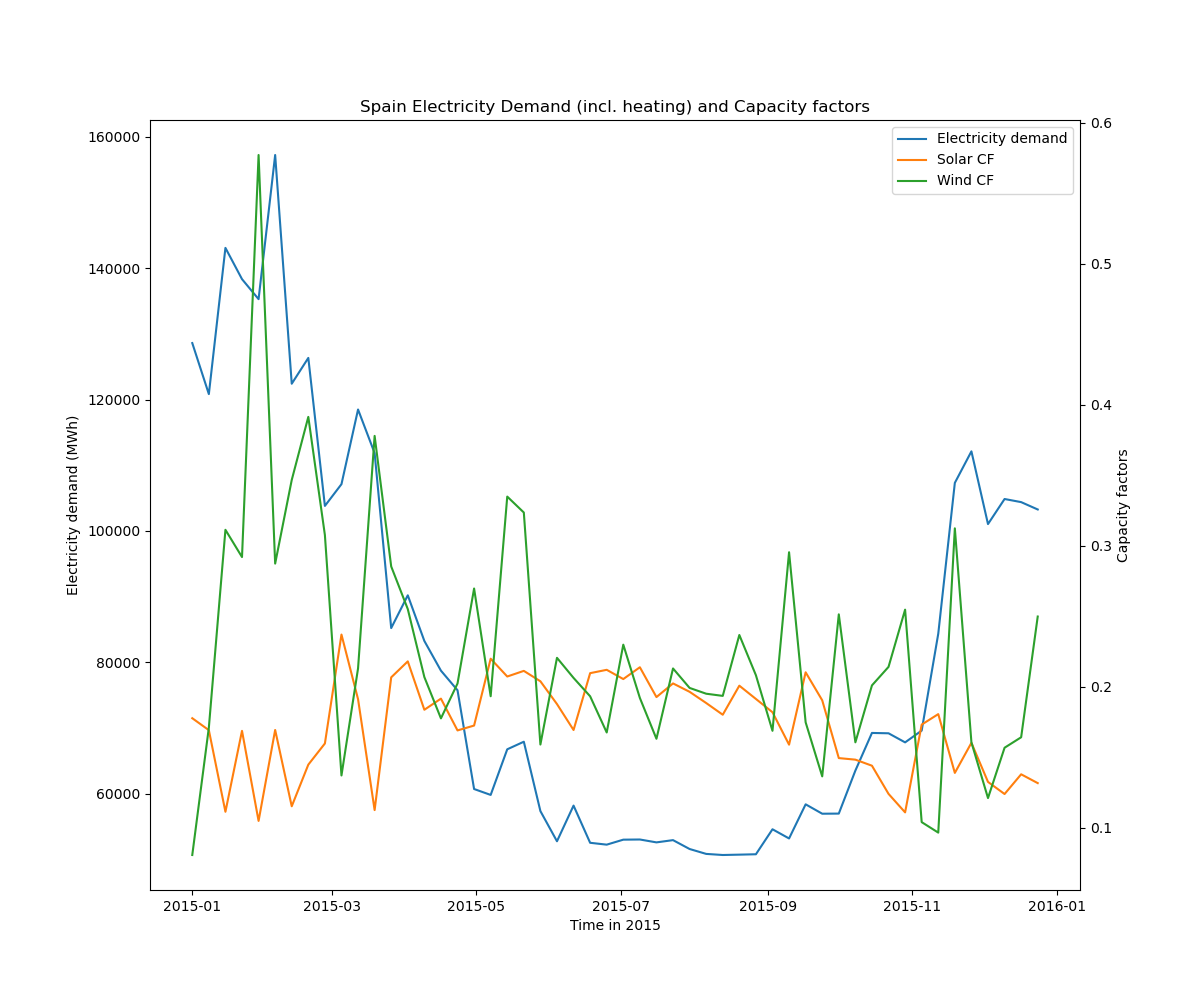 Spain Electricity Demand (incl. heating) and Capacity factors
Electricity demand
Solar CF
Wind CF
Electricity demand (MWh)
160000
140000
120000
100000
80000
60000
0.6
0.5
0.4
0.3
0.2
0.1
Capacity factors
2015-01 2015-03 2015-05 2015-07 2015-09 2015-11 2016-01
Time in 2015